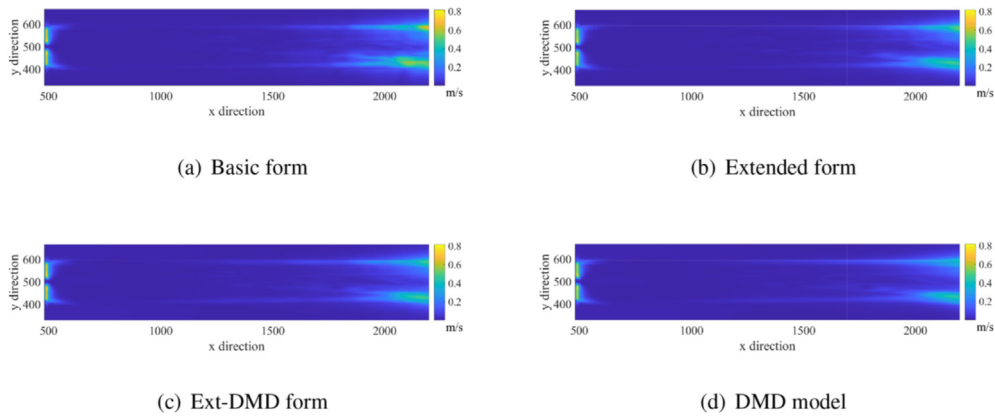 600
500
400
y direction
500 1000 1500 2000
x direction
0.8
0.6
0.4
0.2
m/s
(a) Basic form
600
500
400
y direction
500 1000 1500 2000
x direction
0.8
0.6
0.4
0.2
m/s
(b) Extended form
600
500
400
y direction
500 1000 1500 2000
x direction
0.8
0.6
0.4
0.2
m/s
(c) Ext-DMD form
600
500
400
y direction
500 1000 1500 2000
x direction
0.8
0.6
0.4
0.2
m/s
(d) DMD model